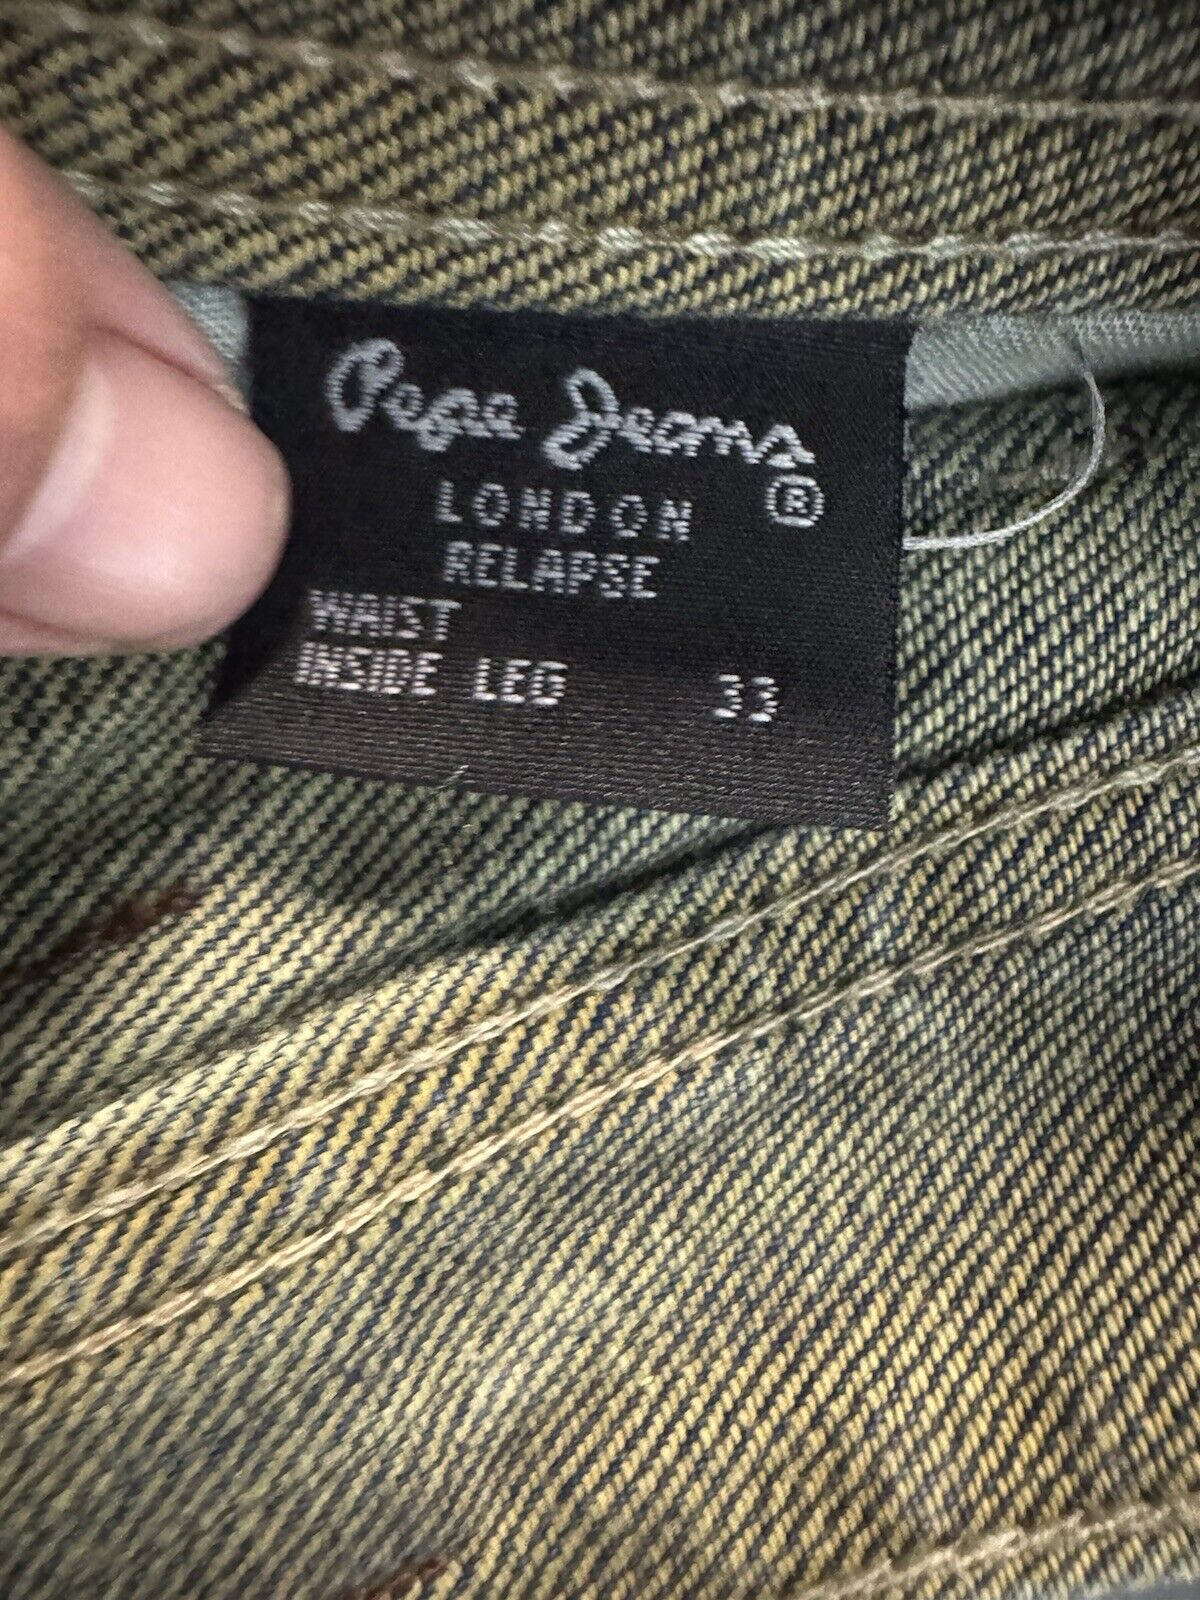 Pepe Jeans
®
LONDON
RELAPSE
WAIST
INSIDE LEG 33